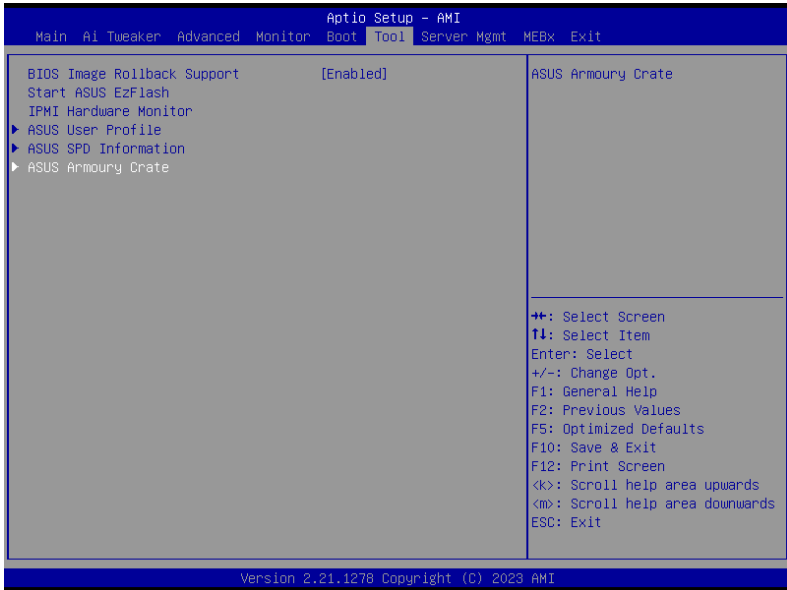 Aptio Setup - AMI
Main Ai Tweaker Advanced Monitor Boot Tool Server Mgmt MEBx Exit
BIOS Image Rollback Support [Enabled]
Start ASUS EzFlash
IPMI Hardware Monitor
ASUS User Profile
ASUS SPD Information
ASUS Armoury Crate
ASUS Armoury Crate
→←: Select Screen
↑↓: Select Item
Enter: Select
+/-: Change Opt.
F1: General Help
F2: Previous Values
F5: Optimized Defaults
F10: Save & Exit
F12: Print Screen
<k>: Scroll help area upwards
<m>: Scroll help area downwards
ESC: Exit
Version 2.21.1278 Copyright (C) 2023 AMI